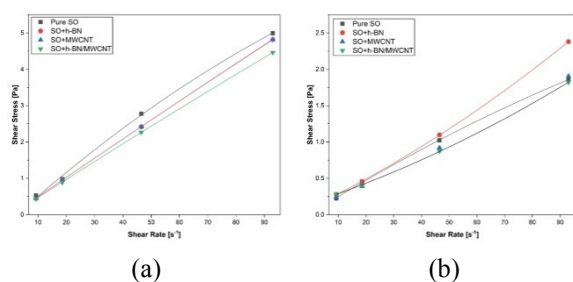 (a)
Pure SO
SO+h-BN
SO+MWCNT
SO+h-BN/MWCNT
Shear Stress [Pa]
5
4
3
2
1
0
10 20 30 40 50 60 70 80 90
Shear Rate [s⁻¹]
(b)
Pure SO
SO+h-BN
SO+MWCNT
SO+h-BN/MWCNT
Shear Stress [Pa]
2.5
2.0
1.5
1.0
0.5
0.0
10 20 30 40 50 60 70 80 90
Shear Rate [s⁻¹]
(a) (b)